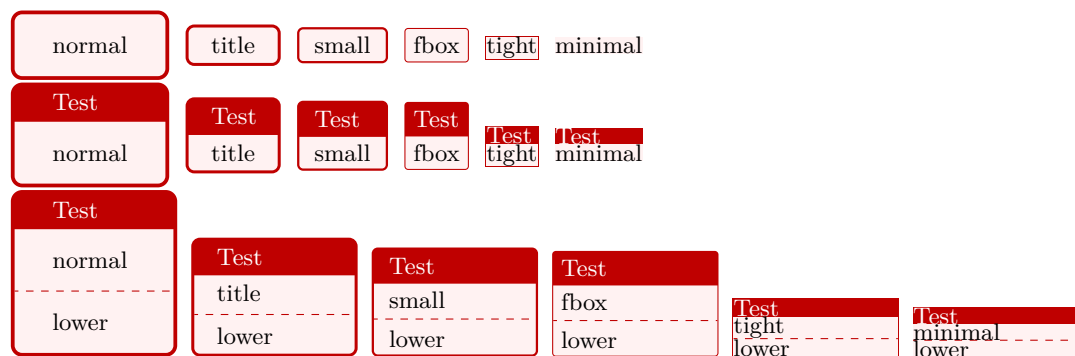 normal title small fbox tight minimal
Test Test Test Test Test Test
normal title small fbox tight minimal
Test
normal
lower
Test
title
lower
Test
small
lower
Test
fbox
lower
Test
tight
lower
Test
minimal
lower